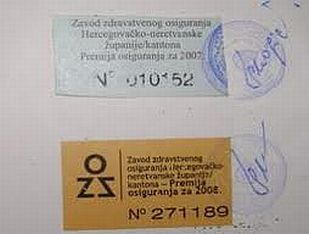 Zavod zdravstvenog osiguranja
Hercegovačko-neretvanske
županije/kantona
Premija osiguranja za 2007.
Nº 010152
Zavod zdravstvenog
osiguranja Hercegovačko-
neretvanske županije/
kantona – Premija
osiguranja za 2008.
Nº 271189